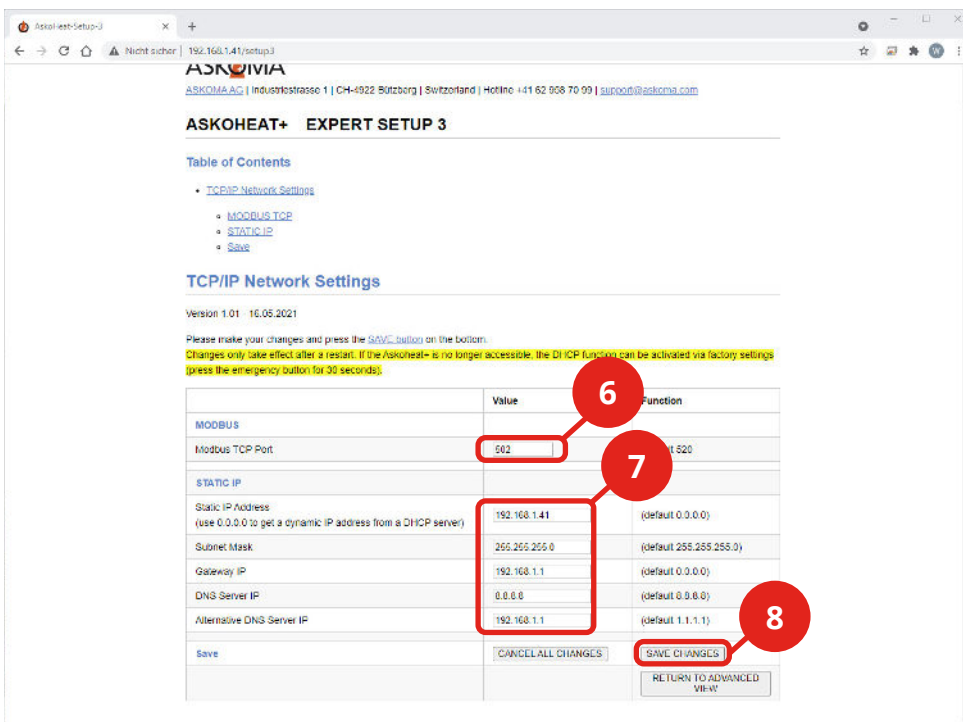 AskoHeat-Setup-3
Nicht sicher | 192.168.1.41/setup3
W
ASKOMA
ASKOMA AG | Industriestrasse 1 | CH-4922 Bützberg | Switzerland | Hotline +41 62 958 70 99 | support@askoma.com
ASKOHEAT+ EXPERT SETUP 3
Table of Contents
TCP/IP Network Settings
MODBUS TCP
STATIC IP
Save
TCP/IP Network Settings
Version 1.01 - 16.05.2021
Please make your changes and press the SAVE button on the bottom.
Changes only take effect after a restart. If the Askoheat+ is no longer accessible, the DHCP function can be activated via factory settings
(press the emergency button for 30 seconds).
Value Function
6
MODBUS
Modbus TCP Port 502 520
7
STATIC IP
Static IP Address
(use 0.0.0.0 to get a dynamic IP address from a DHCP server) 192.168.1.41 (default 0.0.0.0)
Subnet Mask 255.255.255.0 (default 255.255.255.0)
Gateway IP 192.168.1.1 (default 0.0.0.0)
DNS Server IP 8.8.8.8 (default 8.8.8.8)
Alternative DNS Server IP 192.168.1.1 (default 1.1.1.1)
8
Save CANCEL ALL CHANGES SAVE CHANGES
RETURN TO ADVANCED
VIEW